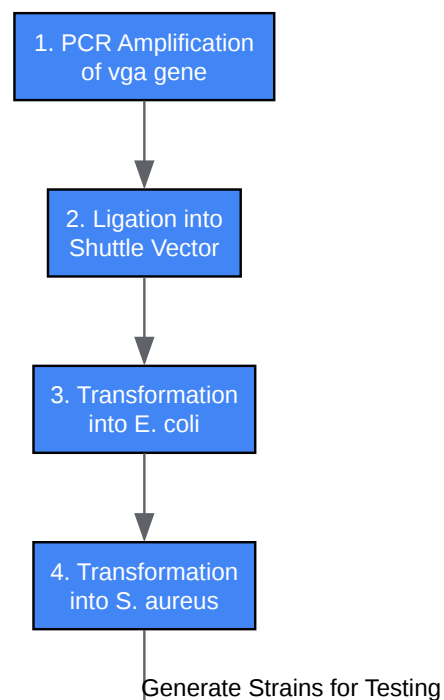 1. PCR Amplification
of vga gene
2. Ligation into
Shuttle Vector
3. Transformation
into E. coli
4. Transformation
into S. aureus
Generate Strains for Testing